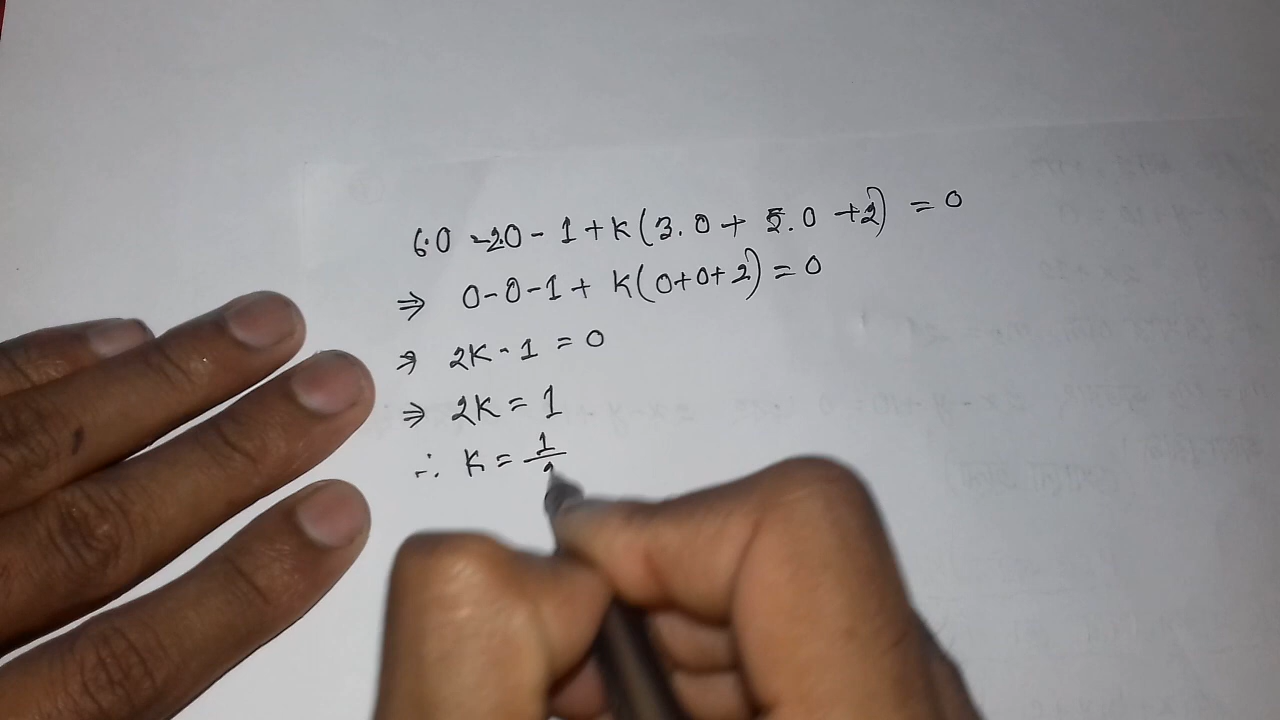 6.0 -2.0 - 1 + K (3.0 + 5.0 + 2) = 0
⇒ 0-0-1 + K (0+0+2) = 0
⇒ 2K - 1 = 0
⇒ 2K = 1
∴ K = 1/